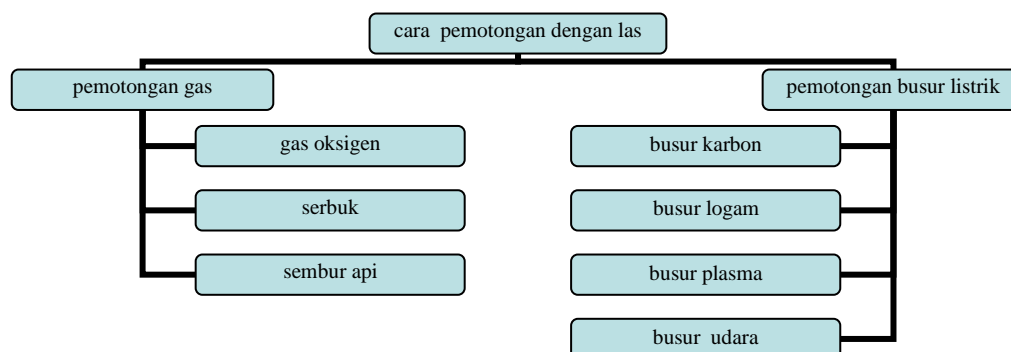 cara pemotongan dengan las
pemotongan gas
pemotongan busur listrik
gas oksigen
serbuk
sembur api
busur karbon
busur logam
busur plasma
busur udara